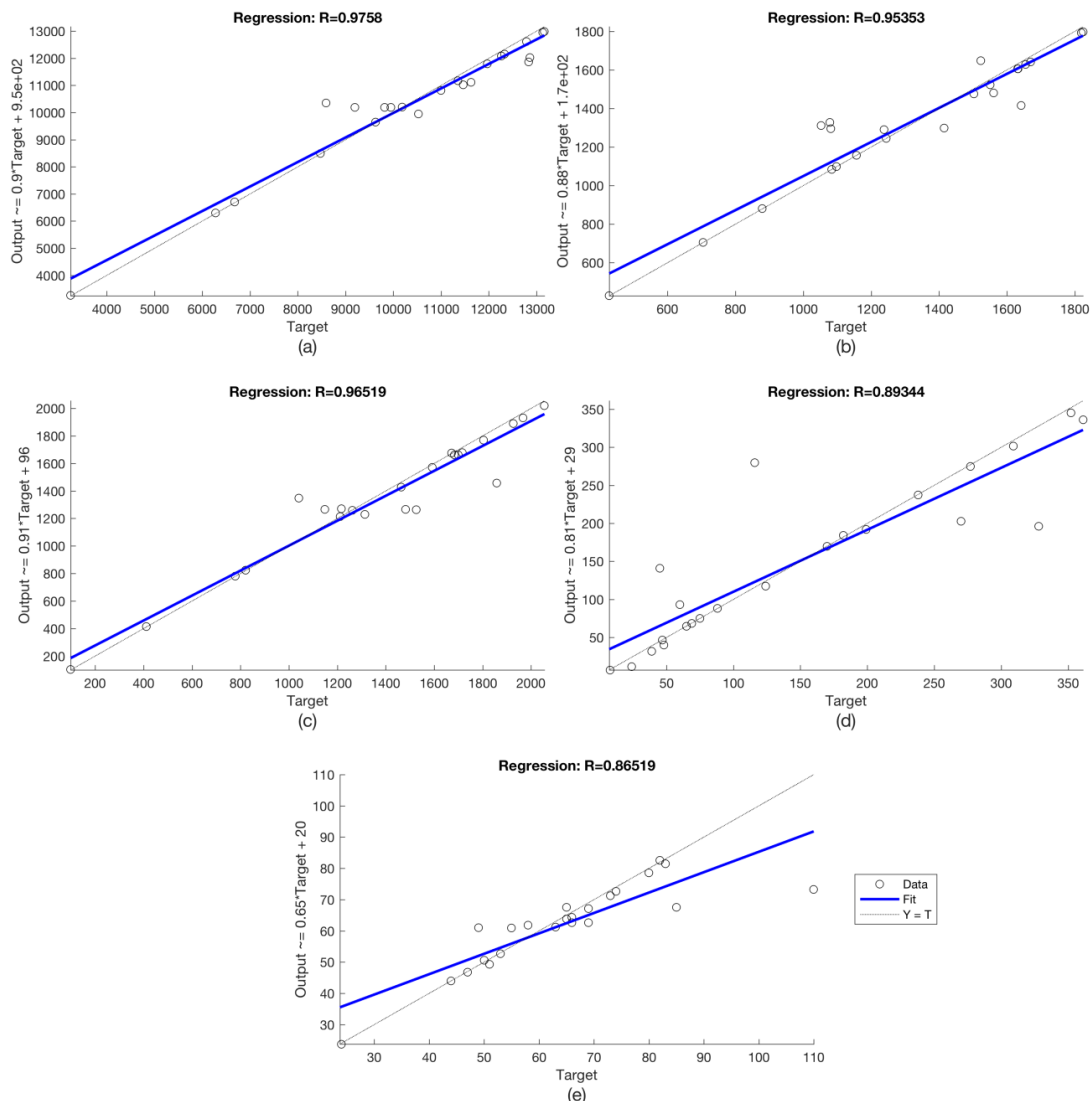 Regression: R=0.9758
Output ~= 0.9*Target + 9.5e+02
13000
12000
11000
10000
9000
8000
7000
6000
5000
4000
4000 5000 6000 7000 8000 9000 10000 11000 12000 13000
Target
(a)
Regression: R=0.95353
Output ~= 0.88*Target + 1.7e+02
1800
1600
1400
1200
1000
800
600
600 800 1000 1200 1400 1600 1800
Target
(b)
Regression: R=0.96519
Output ~= 0.91*Target + 96
2000
1800
1600
1400
1200
1000
800
600
400
200
200 400 600 800 1000 1200 1400 1600 1800 2000
Target
(c)
Regression: R=0.89344
Output ~= 0.81*Target + 29
350
300
250
200
150
100
50
50 100 150 200 250 300 350
Target
(d)
Regression: R=0.86519
Output ~= 0.65*Target + 20
110
100
90
80
70
60
50
40
30
30 40 50 60 70 80 90 100 110
Target
(e)
Data
Fit
Y = T